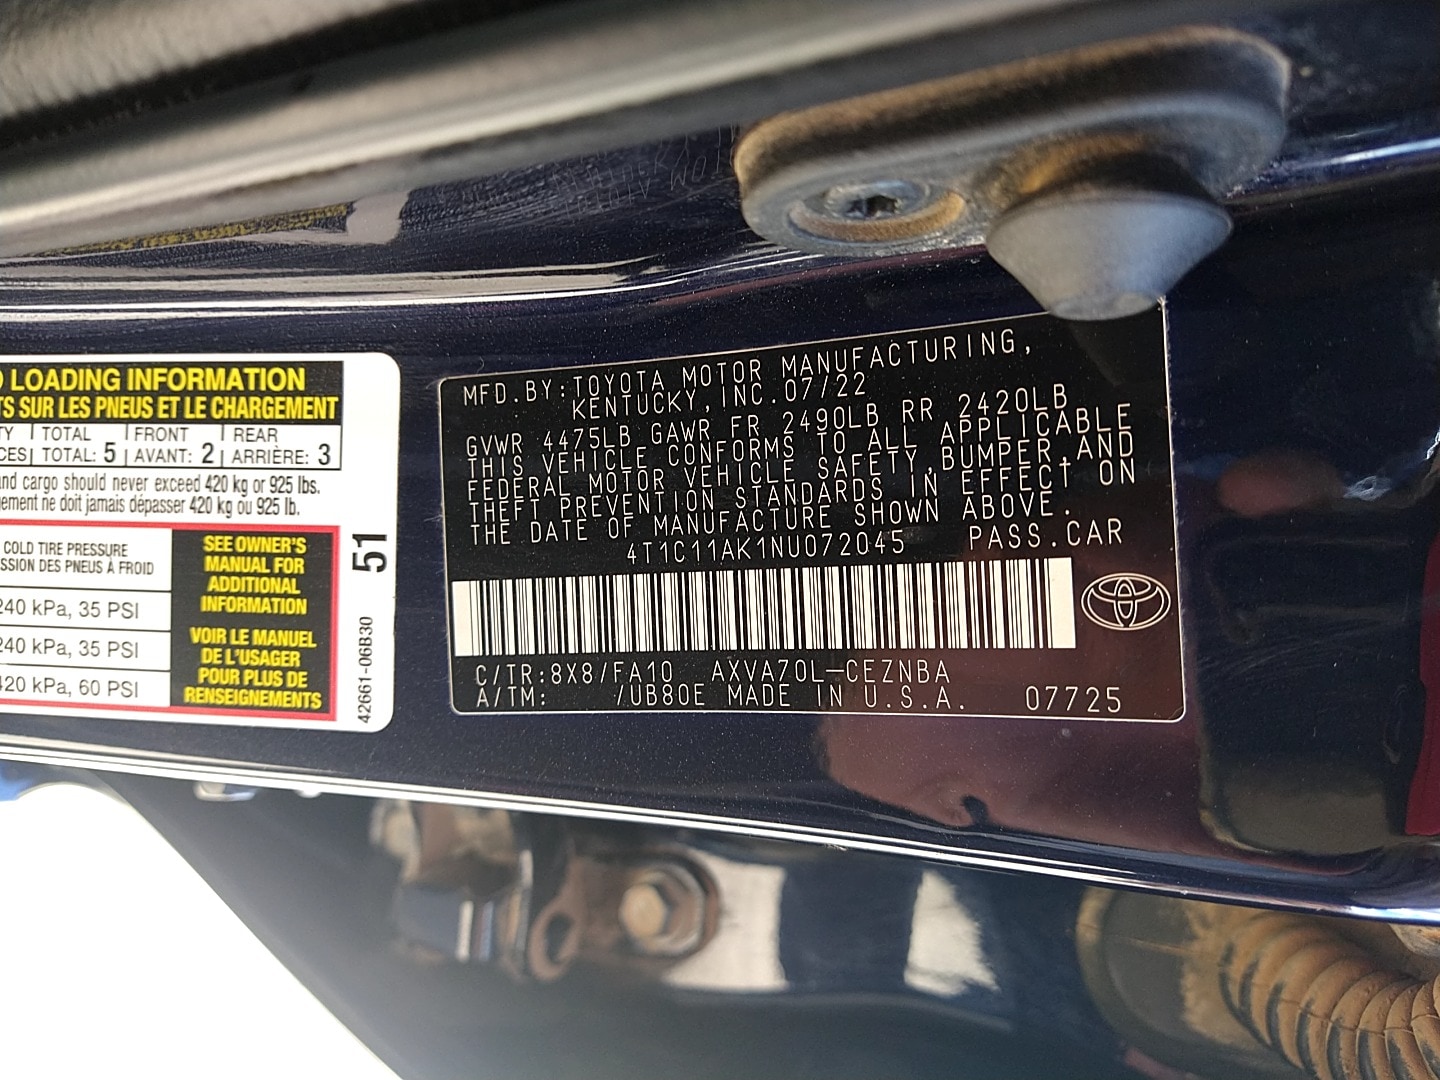 LOADING INFORMATION
SUR LES PNEUS ET LE CHARGEMENT
TOTAL FRONT REAR
TOTAL: 5 AVANT: 2 ARRIÈRE: 3
and cargo should never exceed 420 kg or 925 lbs.
ne doit jamais dépasser 420 kg ou 925 lb.
COLD TIRE PRESSURE
DES PNEUS À FROID
240 kPa, 35 PSI
240 kPa, 35 PSI
420 kPa, 60 PSI
SEE OWNER'S
MANUAL FOR
ADDITIONAL
INFORMATION
VOIR LE MANUEL
DE L'USAGER
POUR PLUS DE
RENSEIGNEMENTS
51
42661-06B30
MFD.BY:TOYOTA MOTOR MANUFACTURING,
KENTUCKY,INC.07/22
GVWR 4475LB GAWR FR 2490LB RR 2420LB
THIS VEHICLE CONFORMS TO ALL APPLICABLE
FEDERAL MOTOR VEHICLE SAFETY,BUMPER,AND
THEFT PREVENTION STANDARDS IN EFFECT ON
THE DATE OF MANUFACTURE SHOWN ABOVE.
4T1C11AK1NU072045 PASS.CAR
C/TR:8X8/FA10 AXVA70L-CEZNBA
A/TM: /UB80E MADE IN U.S.A. 07725